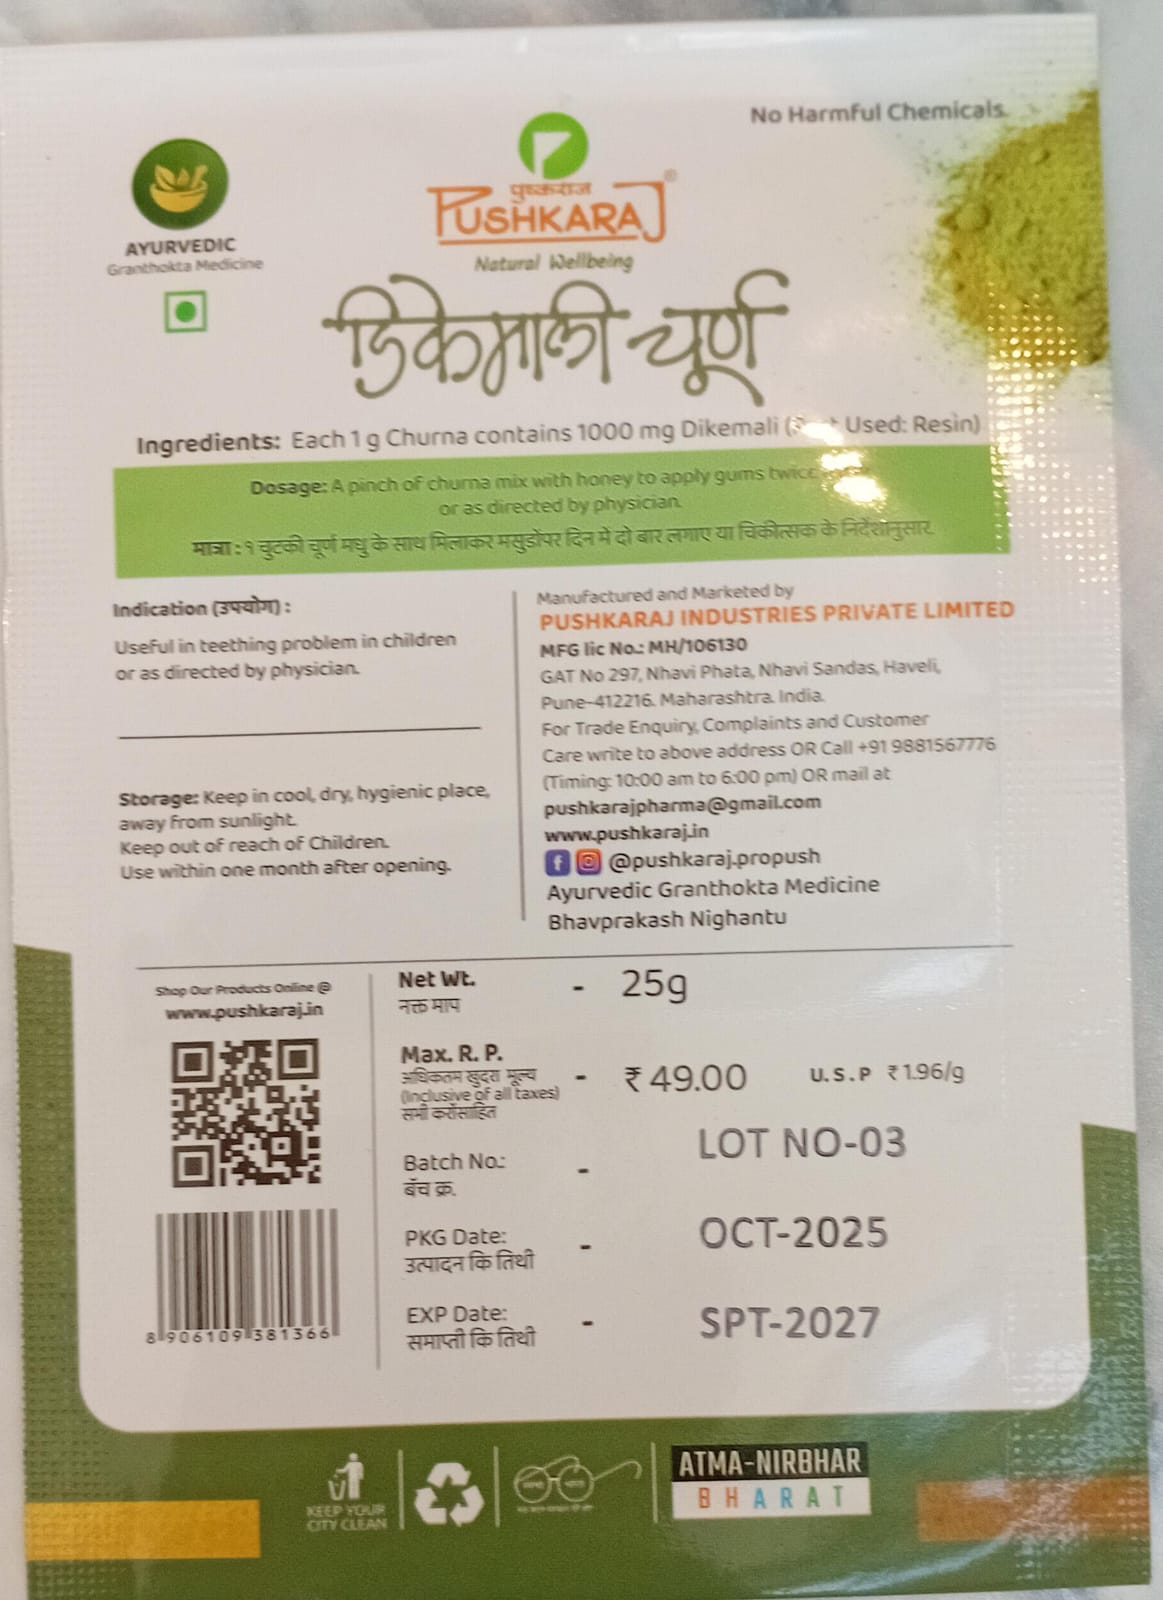 No Harmful Chemicals.
AYURVEDIC
Granthokta Medicine
पुष्कराज
PUSHKARAJ®
Natural Wellbeing
डिकेमाली चूर्ण
Ingredients: Each 1 g Churna contains 1000 mg Dikemali ( Used: Resin)
Dosage: A pinch of churna mix with honey to apply gums twice
or as directed by physician.
मात्रा : १ चुटकी चूर्ण मधु के साथ मिलाकर मसुडोंपर दिन में दो बार लगाए या चिकीत्सक के निर्देशानुसार.
Indication (उपयोग) :
Useful in teething problem in children
or as directed by physician.
Storage: Keep in cool, dry, hygienic place,
away from sunlight.
Keep out of reach of Children.
Use within one month after opening.
Manufactured and Marketed by
PUSHKARAJ INDUSTRIES PRIVATE LIMITED
MFG lic No.: MH/106130
GAT No 297, Nhavi Phata, Nhavi Sandas, Haveli,
Pune-412216. Maharashtra. India.
For Trade Enquiry, Complaints and Customer
Care write to above address OR Call +91 9881567776
(Timing: 10:00 am to 6:00 pm) OR mail at
pushkarajpharma@gmail.com
www.pushkaraj.in
@pushkaraj.propush
Ayurvedic Granthokta Medicine
Bhavprakash Nighantu
Shop Our Products Online @
www.pushkaraj.in
8 906109 381366
Net Wt. - 25g
नक्त माप
Max. R. P.
अधिकतम खुदरा मूल्य - ₹ 49.00 U.S.P ₹ 1.96/g
(Inclusive of all taxes)
सभी करोंसाहित
LOT NO-03
Batch No.: -
बॅच क्र.
PKG Date: - OCT-2025
उत्पादन कि तिथी
EXP Date: - SPT-2027
समाप्ती कि तिथी
KEEP YOUR
CITY CLEAN
ATMA-NIRBHAR
BHARAT